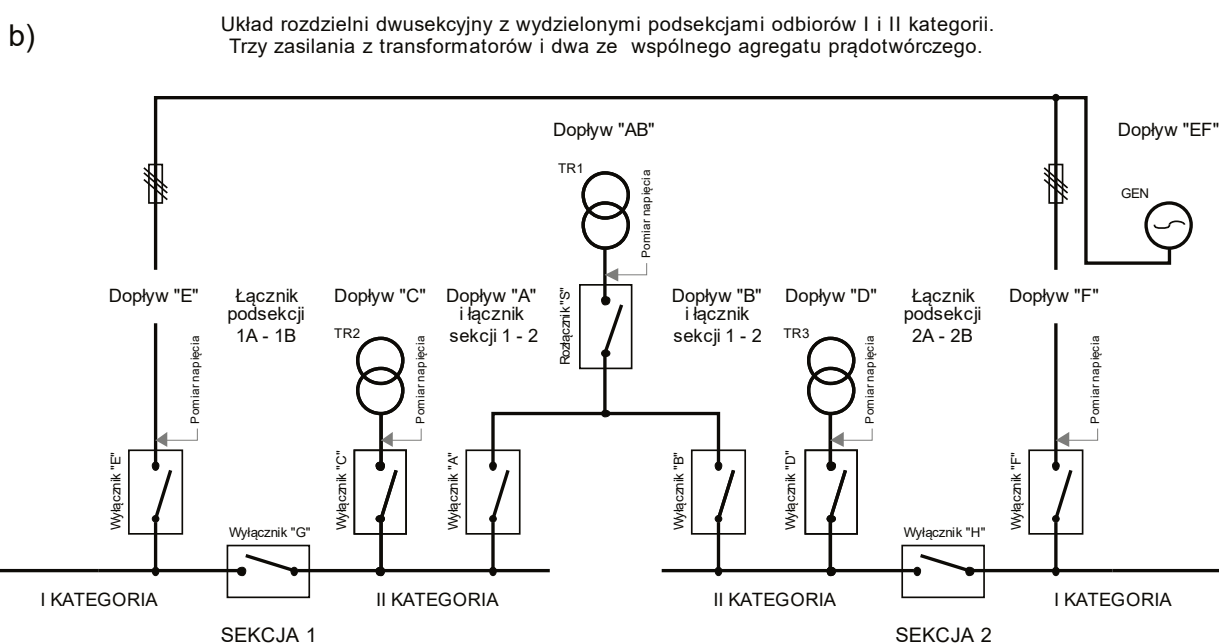 b)
Układ rozdzielni dwusekcyjny z wydzielonymi podsekcjami odbiorów I i II kategorii.
Trzy zasilania z transformatorów i dwa ze wspólnego agregatu prądotwórczego.
Dopływ "AB"
Dopływ "EF"
TR1
Pomiar napięcia
GEN
Rozłącznik "S"
Dopływ "E"
Łącznik
podsekcji
1A - 1B
Dopływ "C"
Dopływ "A"
i łącznik
sekcji 1 - 2
Dopływ "B"
i łącznik
sekcji 1 - 2
Dopływ "D"
Łącznik
podsekcji
2A - 2B
Dopływ "F"
TR2
TR3
Pomiar napięcia
Pomiar napięcia
Pomiar napięcia
Pomiar napięcia
Wyłącznik "E"
Wyłącznik "C"
Wyłącznik "A"
Wyłącznik "B"
Wyłącznik "D"
Wyłącznik "F"
Wyłącznik "G"
Wyłącznik "H"
I KATEGORIA
II KATEGORIA
II KATEGORIA
I KATEGORIA
SEKCJA 1
SEKCJA 2